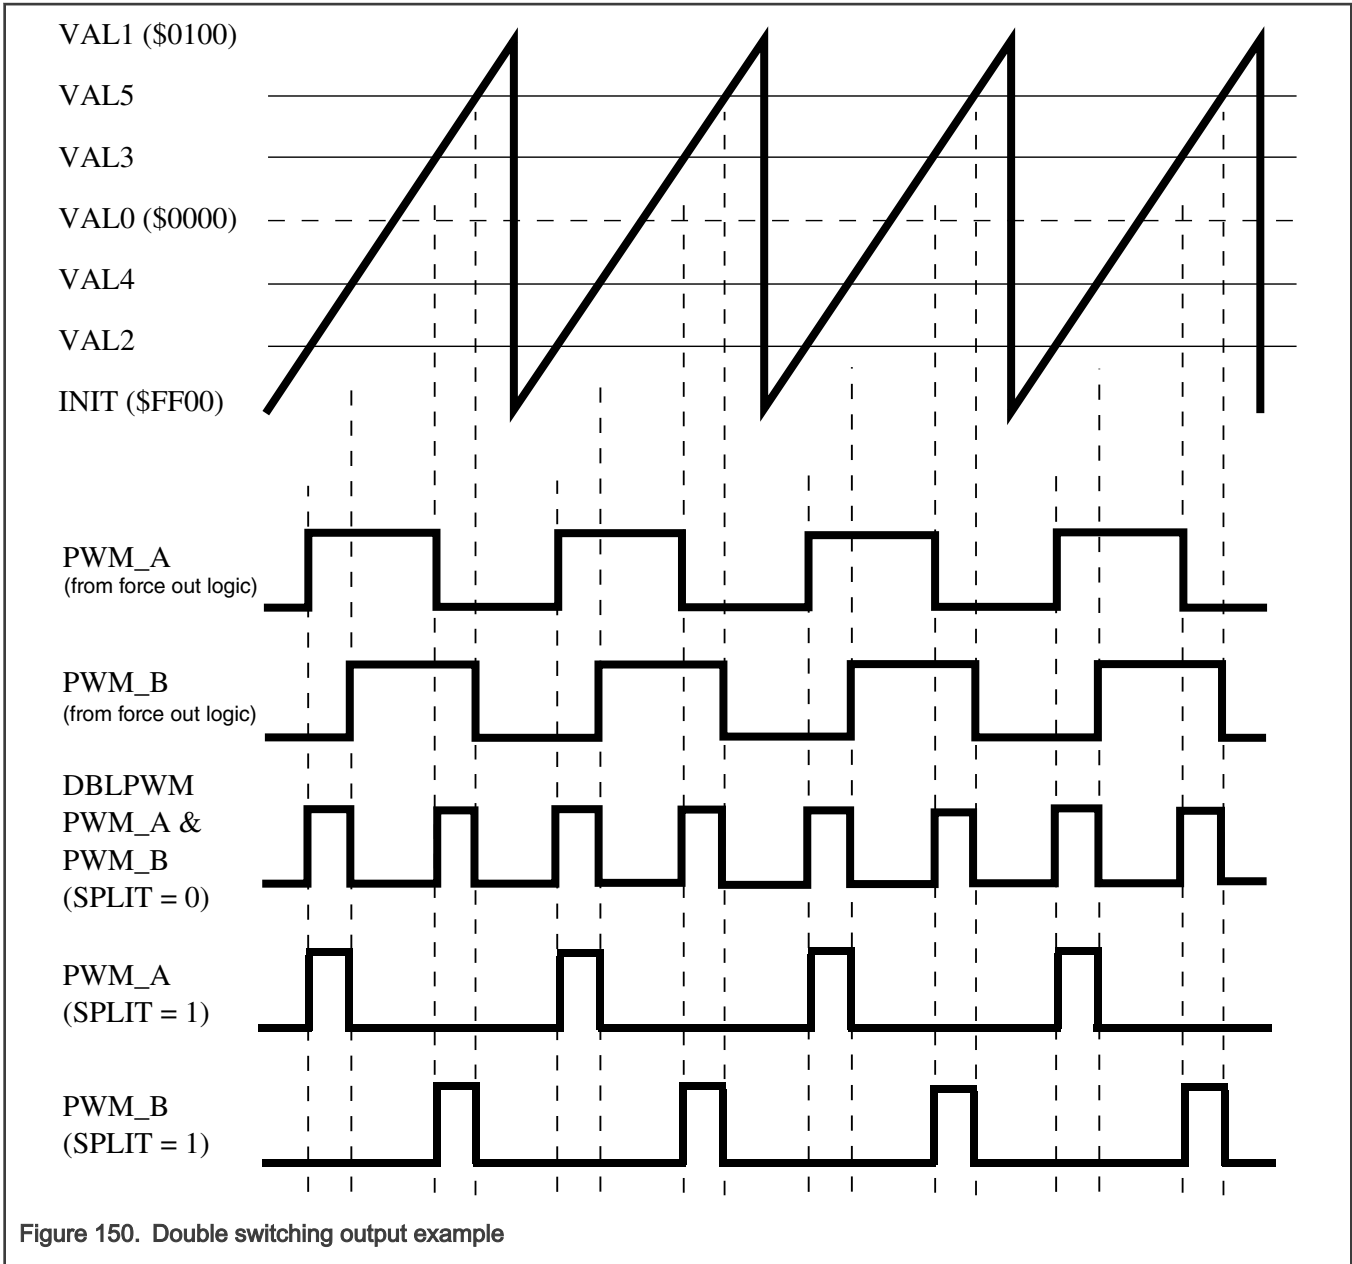 VAL1 ($0100)
VAL5
VAL3
VAL0 ($0000)
VAL4
VAL2
INIT ($FF00)
PWM_A
(from force out logic)
PWM_B
(from force out logic)
DBLPWM
PWM_A &
PWM_B
(SPLIT = 0)
PWM_A
(SPLIT = 1)
PWM_B
(SPLIT = 1)
Figure 150. Double switching output example